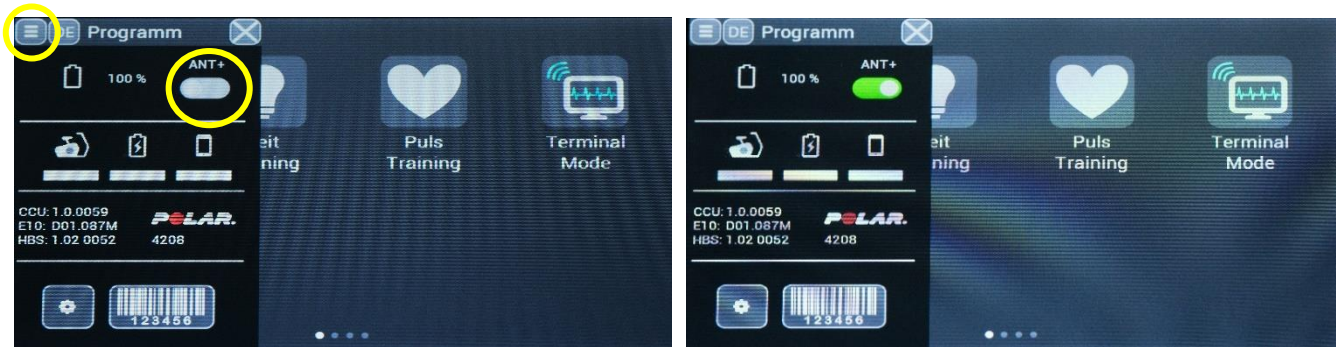 DE Programm
ANT+
100 %
eit
ning
Puls
Training
Terminal
Mode
CCU: 1.0.0059
E10: D01.087M
HBS: 1.02 0052
POLAR.
4208
123456
DE Programm
ANT+
100 %
eit
ning
Puls
Training
Terminal
Mode
CCU: 1.0.0059
E10: D01.087M
HBS: 1.02 0052
POLAR.
4208
123456